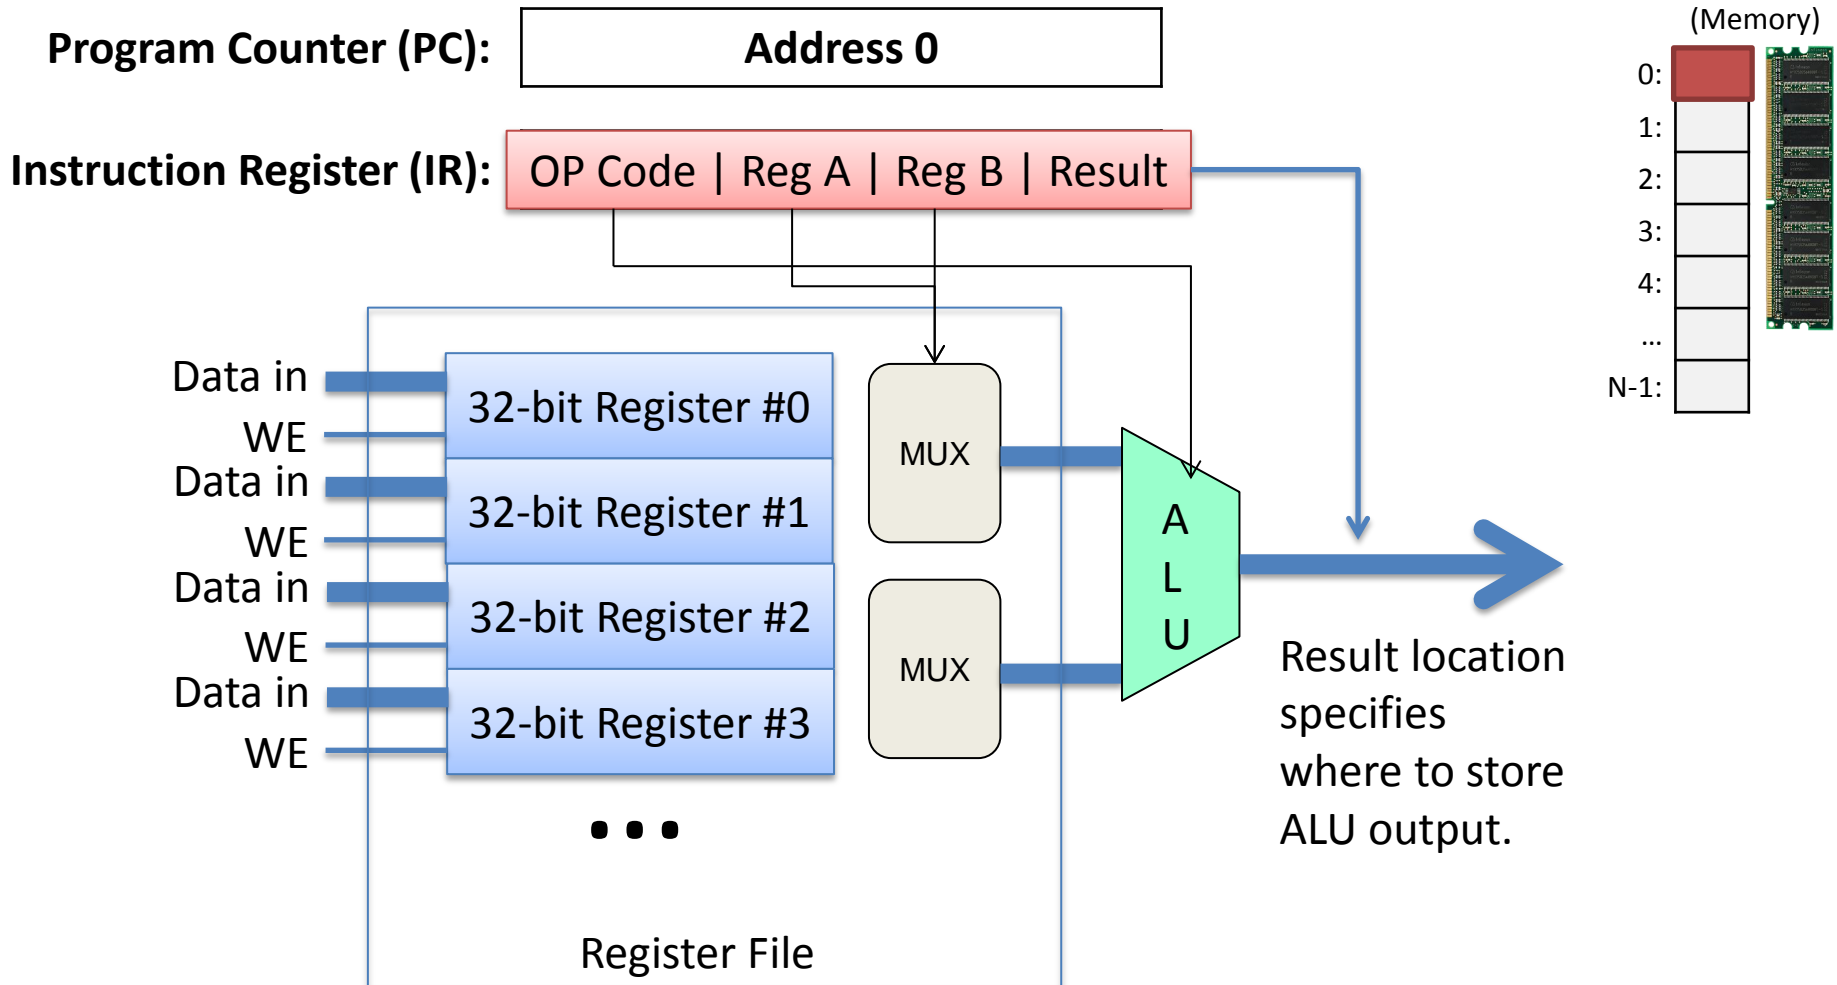 (Memory)
Program Counter (PC):
Address 0
0:
1:
2:
3:
4:
...
N-1:
Instruction Register (IR):
OP Code | Reg A | Reg B | Result
Data in
WE
Data in
WE
Data in
WE
Data in
WE
32-bit Register #0
32-bit Register #1
32-bit Register #2
32-bit Register #3
...
Register File
MUX
MUX
A
L
U
Result location
specifies
where to store
ALU output.